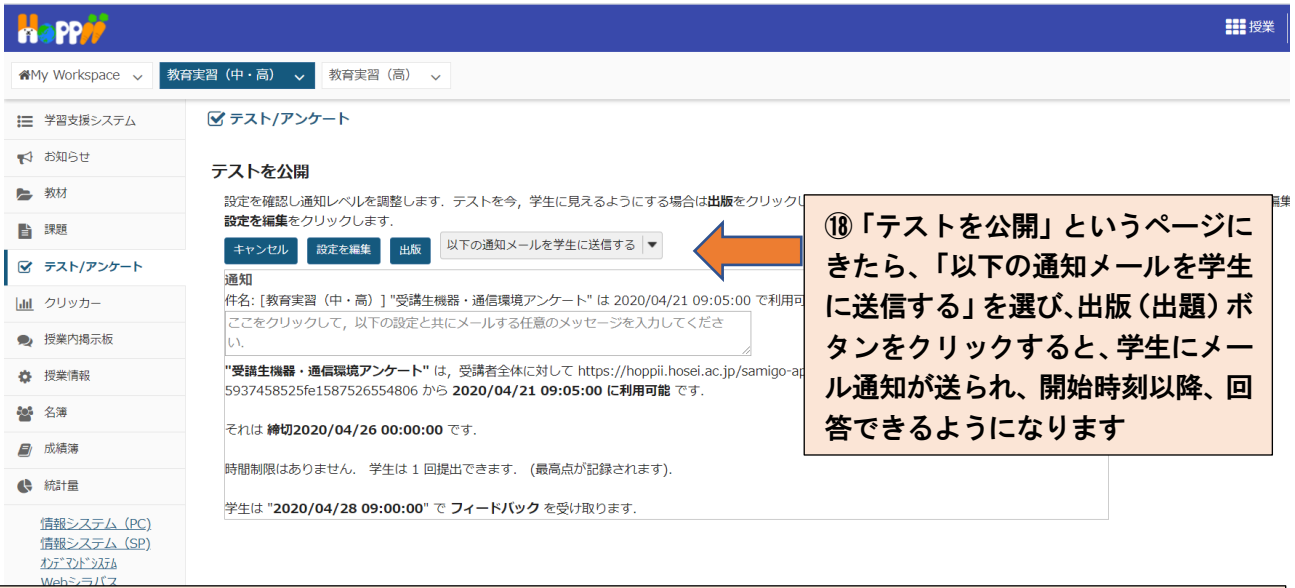 Hoppii
授業
My Workspace
教育実習（中・高）
教育実習（高）
学習支援システム
お知らせ
教材
課題
テスト/アンケート
クリッカー
授業内掲示板
授業情報
名簿
成績簿
統計量
情報システム（PC)
情報システム（SP)
ｵﾝﾃﾞﾏﾝﾄﾞｼｽﾃﾑ
Webシラバス
テスト/アンケート
テストを公開
設定を確認し通知レベルを調整します．テストを今，学生に見えるようにする場合は出版をクリックし
編集
設定を編集をクリックします．
キャンセル
設定を編集
出版
以下の通知メールを学生に送信する
通知
件名: [教育実習（中・高）] "受講生機器・通信環境アンケート" は 2020/04/21 09:05:00 で利用可
ここをクリックして，以下の設定と共にメールする任意のメッセージを入力してくださ
い．
"受講生機器・通信環境アンケート" は，受講者全体に対して https://hoppii.hosei.ac.jp/samigo-ap
5937458525fe1587526554806 から 2020/04/21 09:05:00 に利用可能 です．
それは 締切2020/04/26 00:00:00 です．
時間制限はありません． 学生は 1 回提出できます． (最高点が記録されます).
学生は "2020/04/28 09:00:00" で フィードバック を受け取ります．
⑱「テストを公開」というページに
きたら、「以下の通知メールを学生
に送信する」を選び、出版（出題）ボ
タンをクリックすると、学生にメー
ル通知が送られ、開始時刻以降、回
答できるようになります